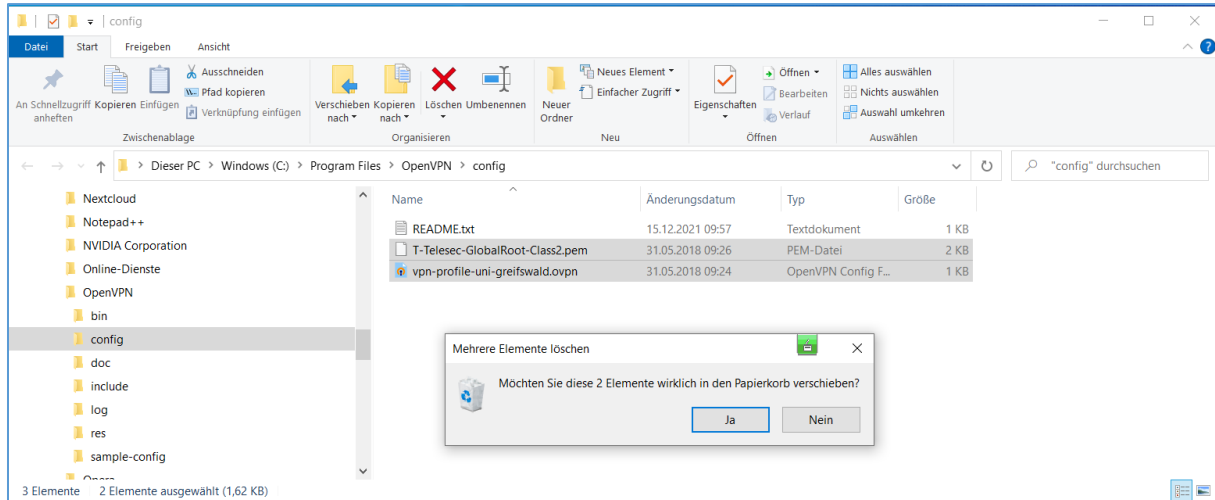 config
Datei Start Freigeben Ansicht
An Schnellzugriff anheften
Kopieren
Einfügen
Ausschneiden
Pfad kopieren
Verknüpfung einfügen
Zwischenablage
Verschieben nach
Kopieren nach
Löschen
Umbenennen
Organisieren
Neuer Ordner
Neues Element
Einfacher Zugriff
Neu
Eigenschaften
Öffnen
Bearbeiten
Verlauf
Öffnen
Alles auswählen
Nichts auswählen
Auswahl umkehren
Auswählen
Dieser PC > Windows (C:) > Program Files > OpenVPN > config
"config" durchsuchen
Nextcloud
Notepad++
NVIDIA Corporation
Online-Dienste
OpenVPN
bin
config
doc
include
log
res
sample-config
Opera
Name Änderungsdatum Typ Größe
README.txt 15.12.2021 09:57 Textdokument 1 KB
T-Telesec-GlobalRoot-Class2.pem 31.05.2018 09:26 PEM-Datei 2 KB
vpn-profile-uni-greifswald.ovpn 31.05.2018 09:24 OpenVPN Config F... 1 KB
Mehrere Elemente löschen
Möchten Sie diese 2 Elemente wirklich in den Papierkorb verschieben?
Ja Nein
3 Elemente 2 Elemente ausgewählt (1,62 KB)